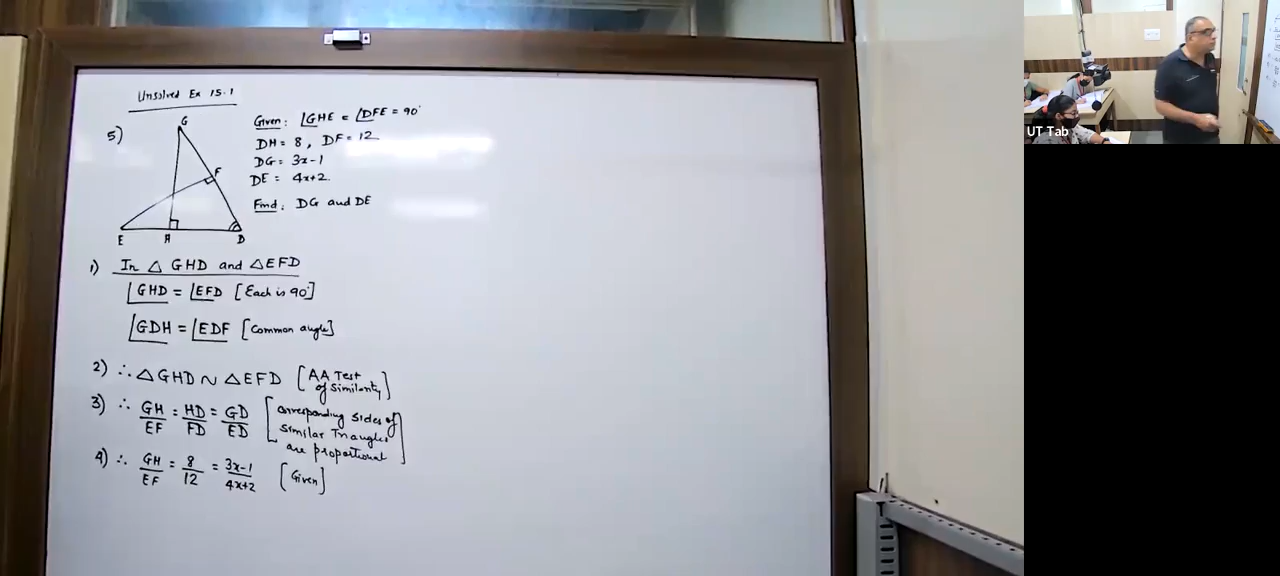 Unsolved Ex 15.1
5)
G
F
E
H
D
Given: ∠GHE = ∠DFE = 90°
DH = 8, DF = 12
DG = 3x-1
DE = 4x+2.
Find: DG and DE
1) In △ GHD and △EFD
∠GHD = ∠EFD [Each is 90°]
∠GDH = ∠EDF [Common angle]
2) ∴ △GHD ~ △EFD [AA Test
of Similarity]
3) ∴ GH/EF = HD/FD = GD/ED [Corresponding Sides of
Similar Triangles
are proportional]
4) ∴ GH/EF = 8/12 = 3x-1/4x+2 [Given]
UT Tab